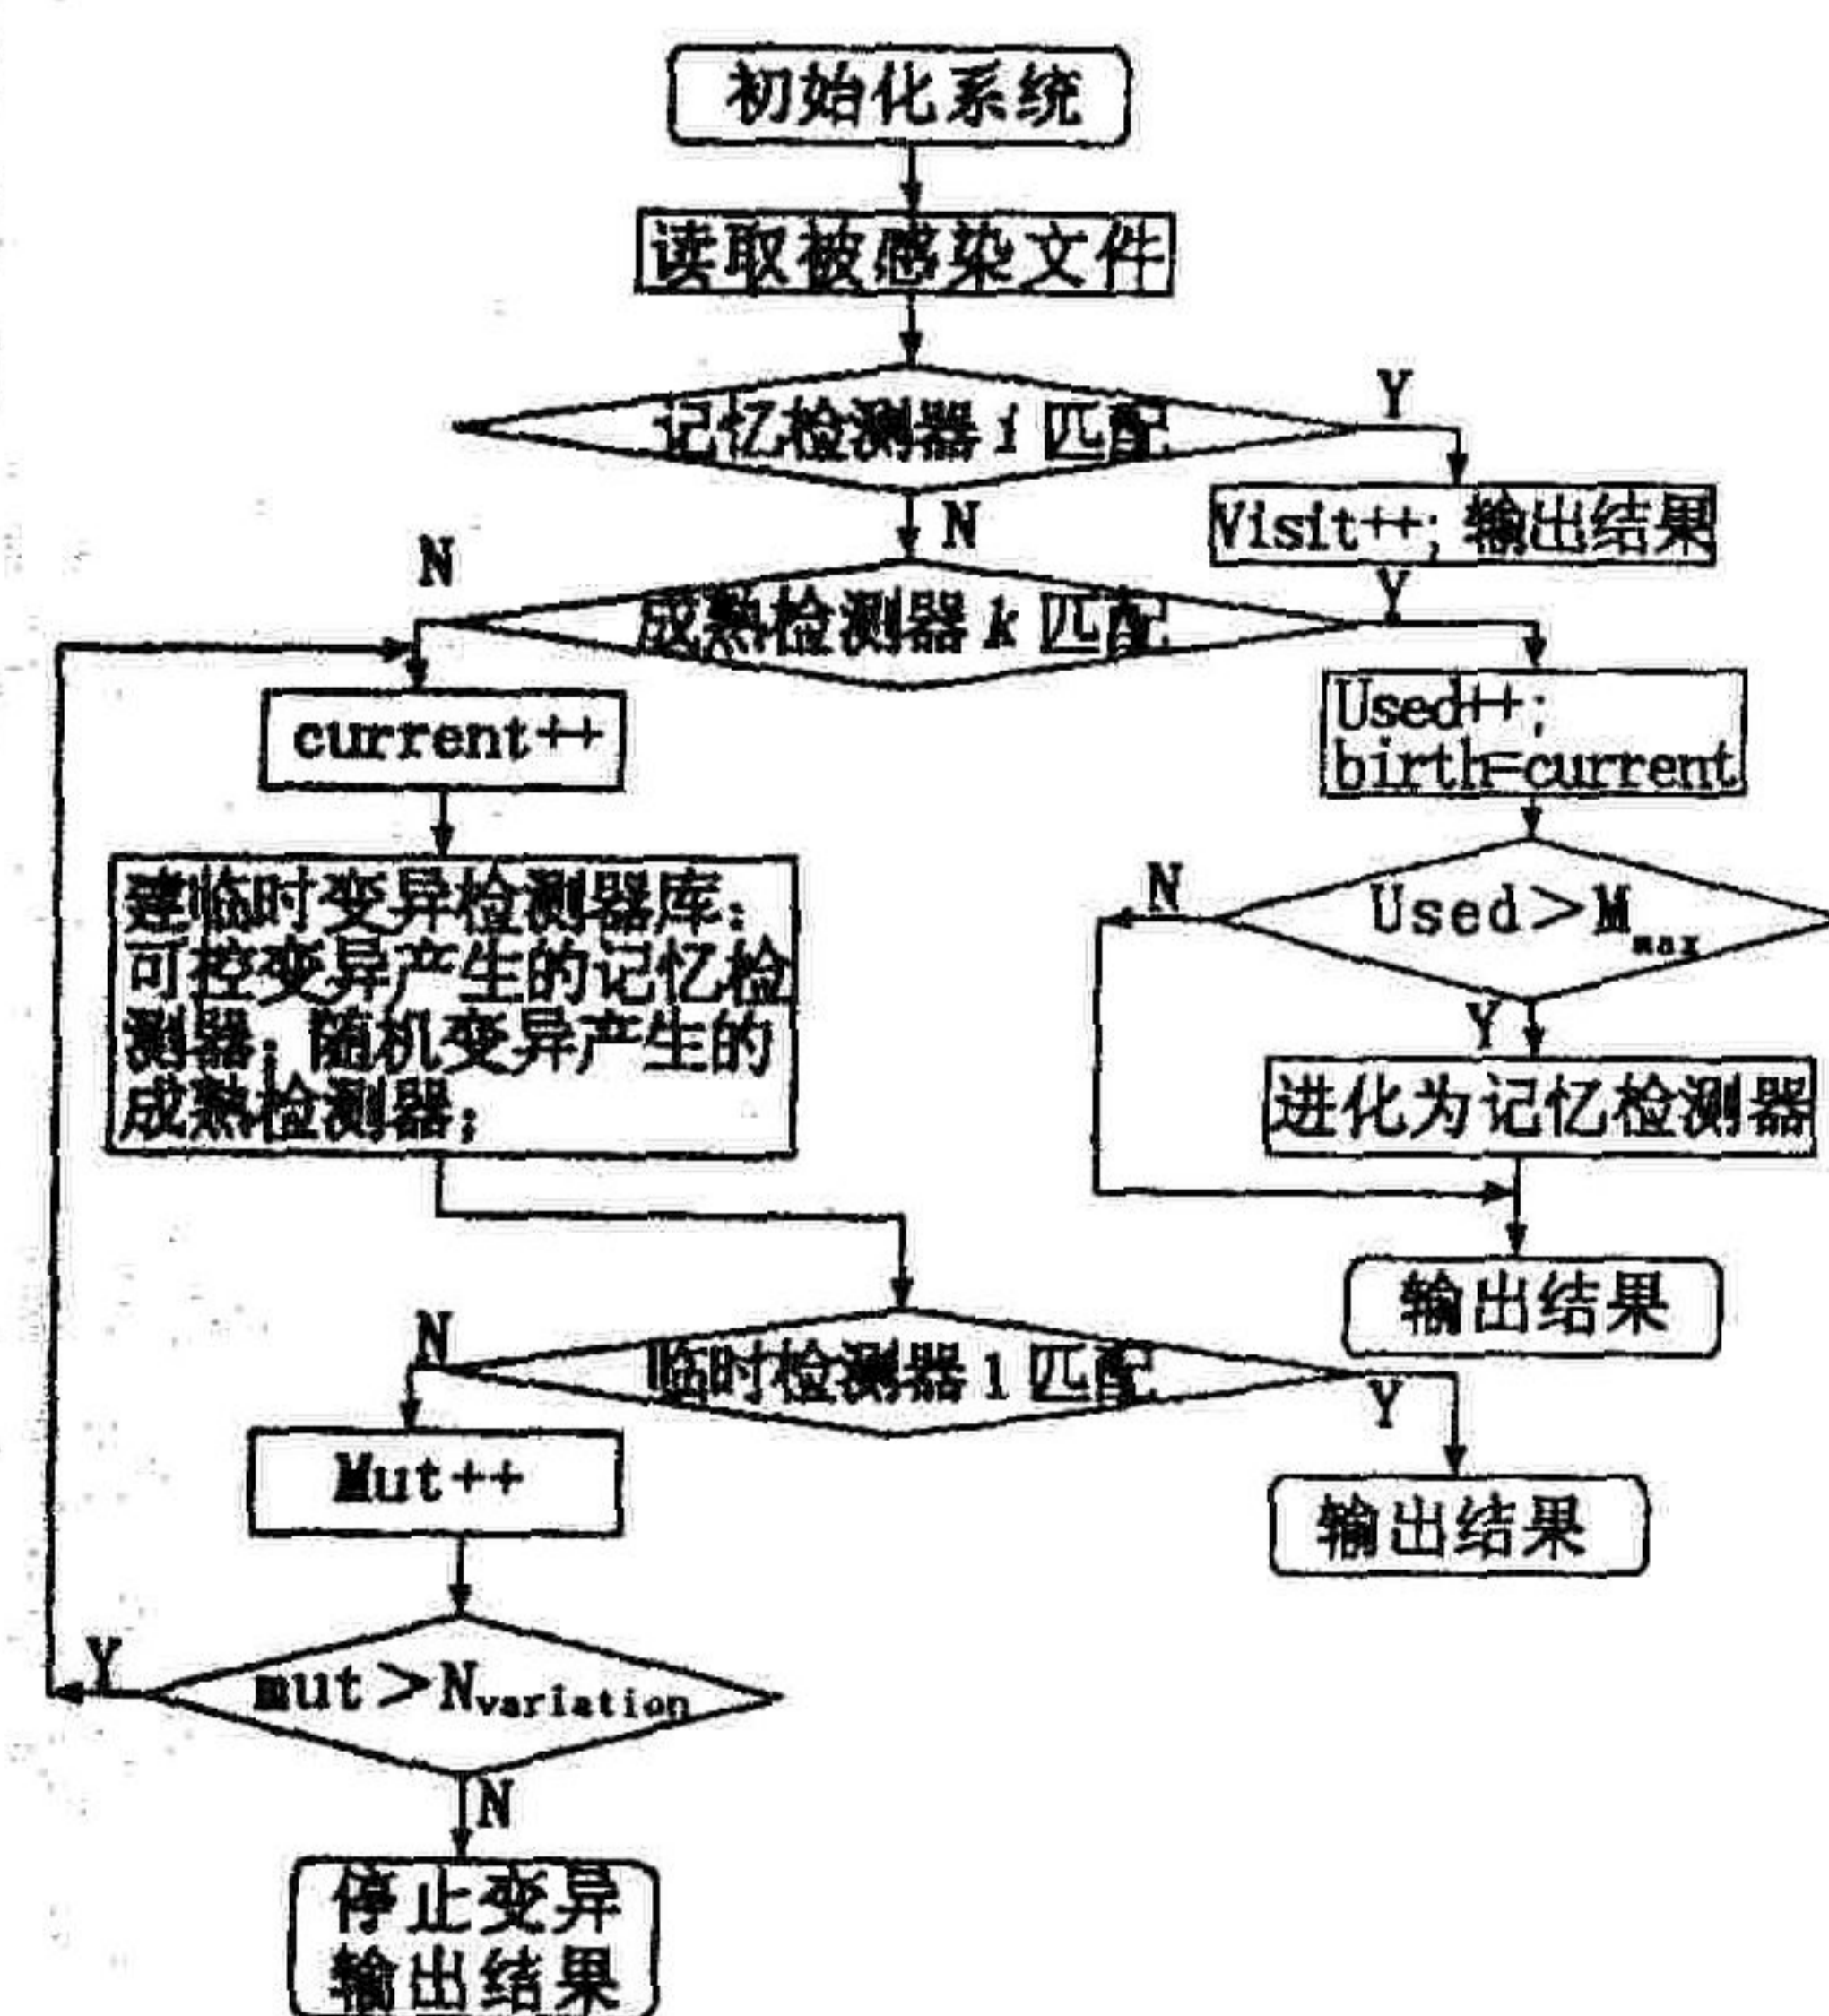 初始化系统
读取被感染文件
记忆检测器 i 匹配
Y
N
Visit++; 输出结果
N
成熟检测器 k 匹配
Y
current++
Used++;
birth=current
建临时变异检测器库:
可控变异产生的记忆检
测器; 随机变异产生的
成熟检测器;
N
Used>Mmax
Y
进化为记忆检测器
输出结果
N
临时检测器 1 匹配
Y
Mut++
输出结果
Y
mut>Nvariation
N
停止变异
输出结果